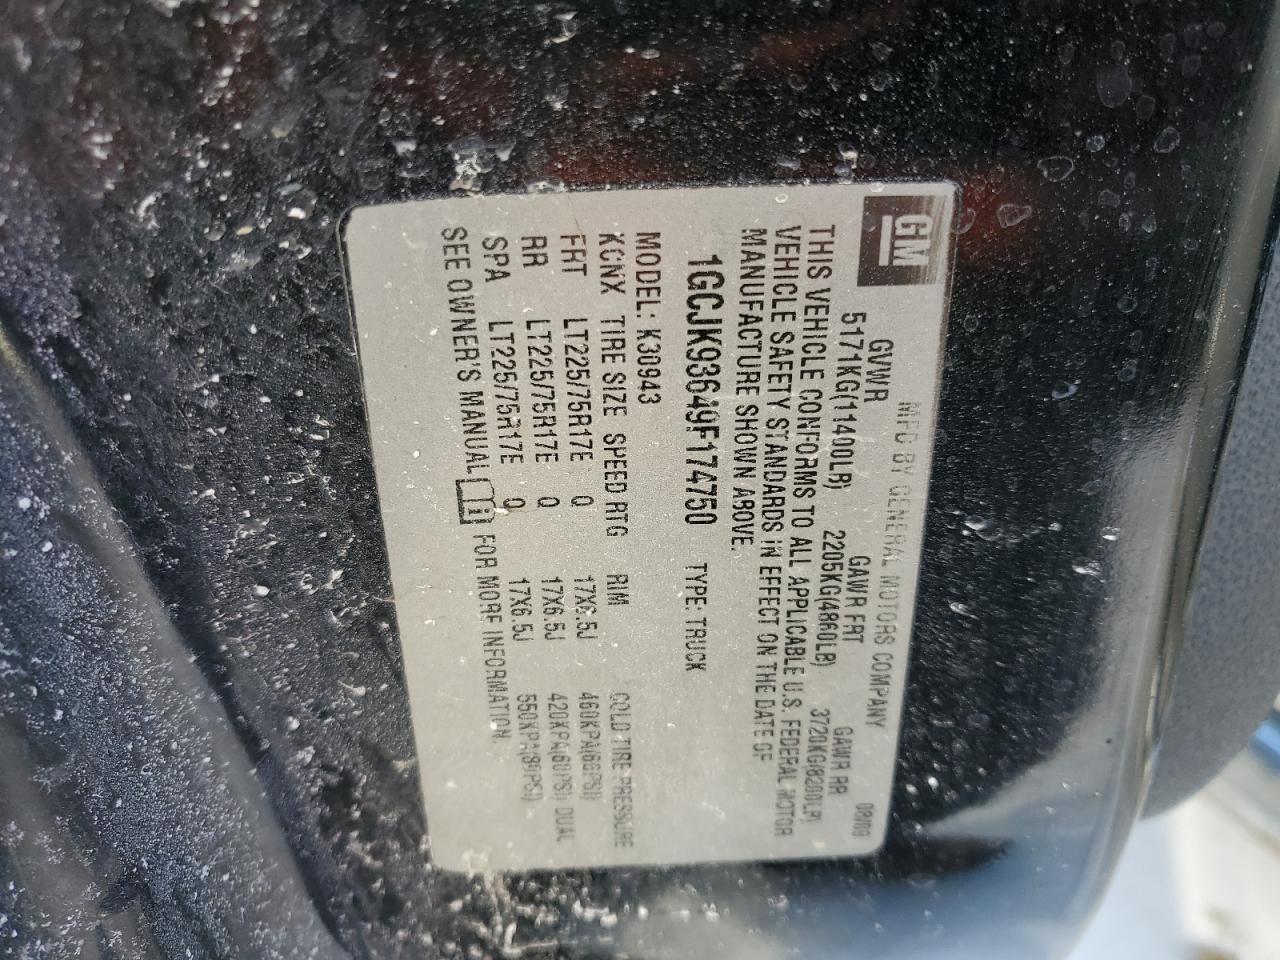 GM
MFD BY GENERAL MOTORS COMPANY 08/09
GVWR GAWR FRT GAWR RR
5171KG(11400LB) 2205KG(4860LB) 3720KG(8200LB)
THIS VEHICLE CONFORMS TO ALL APPLICABLE U.S. FEDERAL MOTOR
VEHICLE SAFETY STANDARDS IN EFFECT ON THE DATE OF
MANUFACTURE SHOWN ABOVE.
1GCJK93649F174750 TYPE: TRUCK
MODEL: K30943
KCNX TIRE SIZE SPEED RTG RIM COLD TIRE PRESSURE
FRT LT225/75R17E Q 17X6.5J 460KPA(66PSI)
RR LT225/75R17E Q 17X6.5J 420KPA(60PSI) DUAL
SPA LT225/75R17E Q 17X6.5J 550KPA(80PSI)
SEE OWNER'S MANUAL FOR MORE INFORMATION.